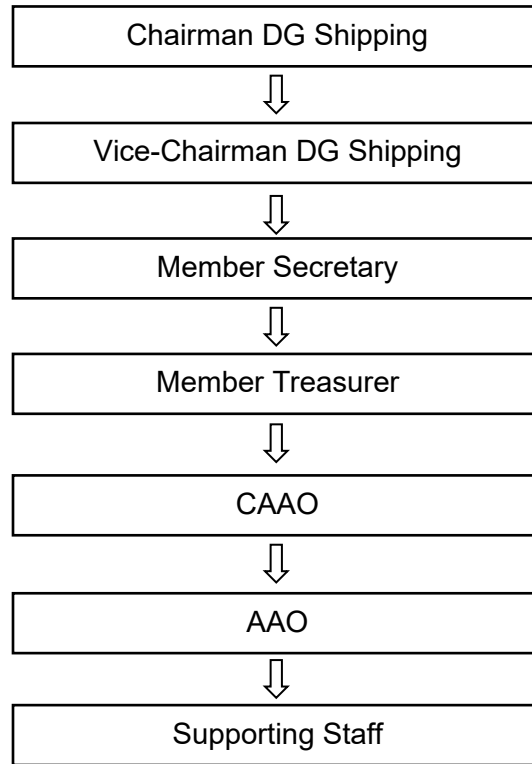 Chairman DG Shipping
Vice-Chairman DG Shipping
Member Secretary
Member Treasurer
CAAO
AAO
Supporting Staff